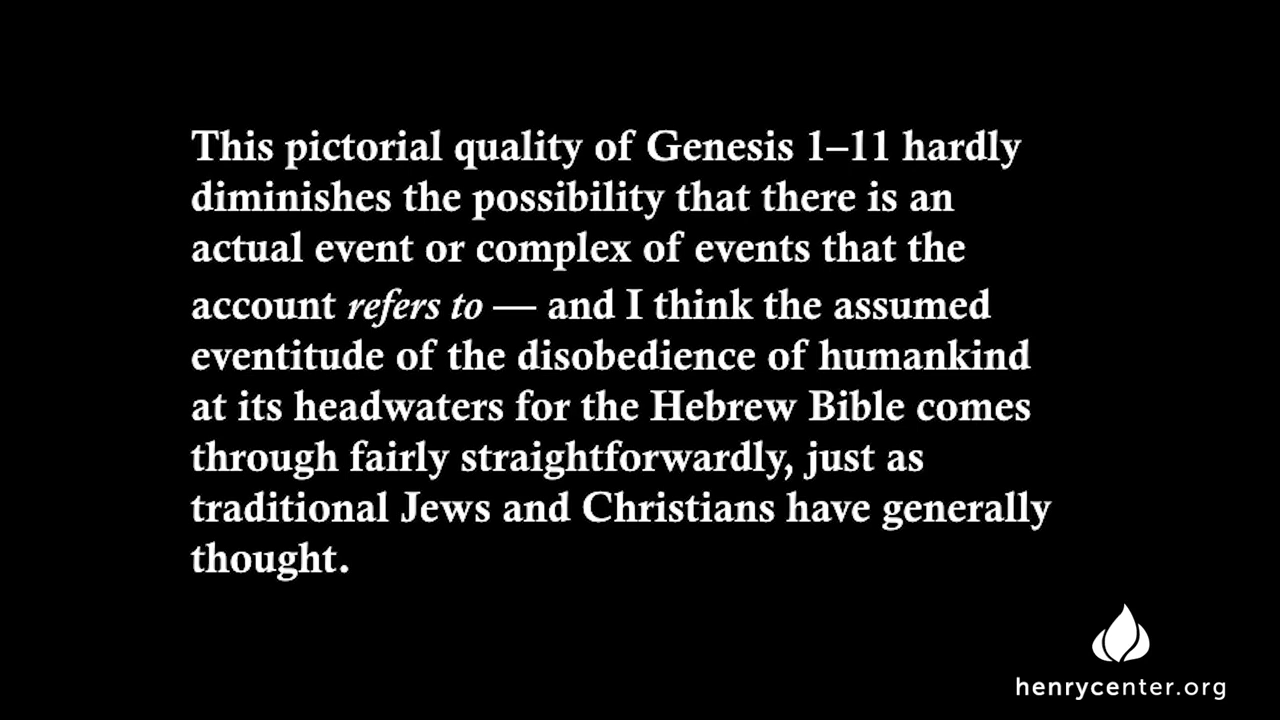 This pictorial quality of Genesis 1–11 hardly
diminishes the possibility that there is an
actual event or complex of events that the
account refers to — and I think the assumed
eventitude of the disobedience of humankind
at its headwaters for the Hebrew Bible comes
through fairly straightforwardly, just as
traditional Jews and Christians have generally
thought.
henrycenter.org